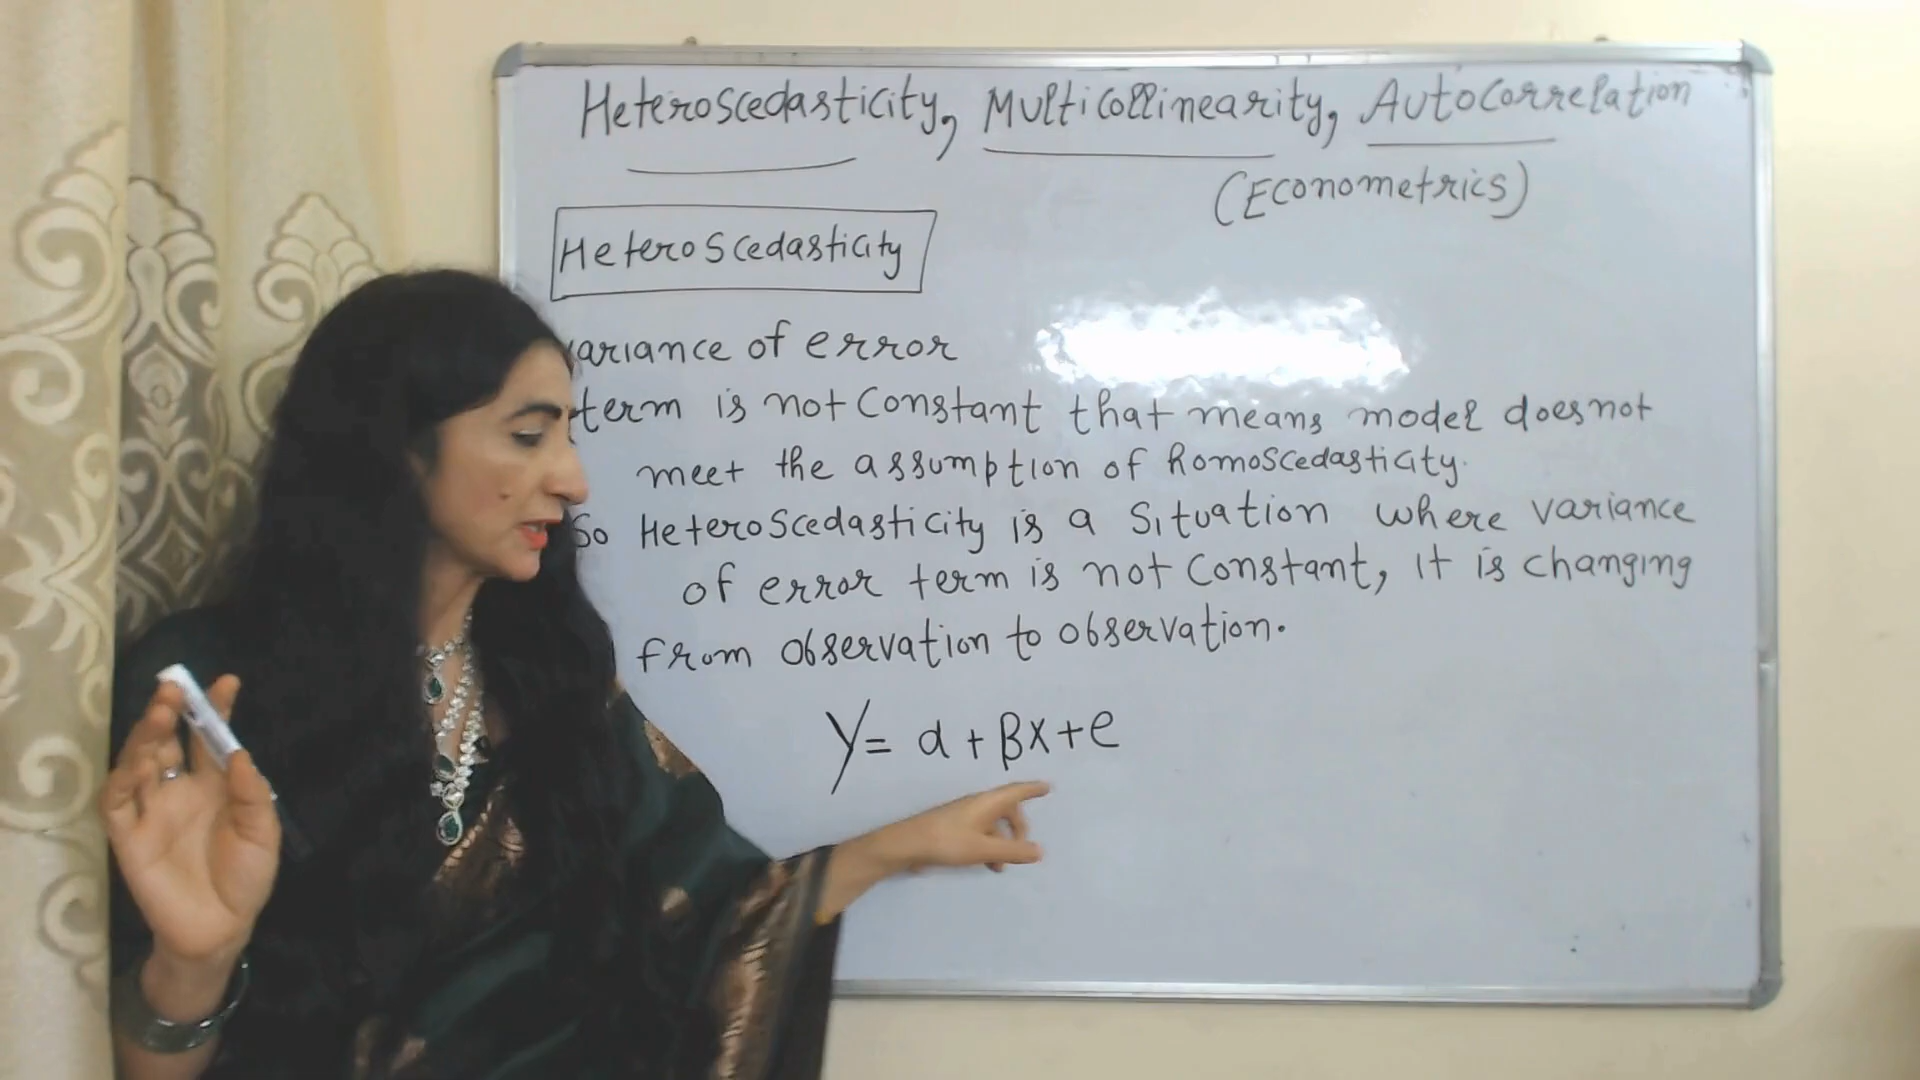 Heteroscedasticity, Multicollinearity, Autocorrelation
(Econometrics)
Heteroscedasticity
variance of error
term is not constant that means model does not
meet the assumption of homoscedasticity.
So Heteroscedasticity is a situation where variance
of error term is not constant, it is changing
from observation to observation.
Y = α + βx + e